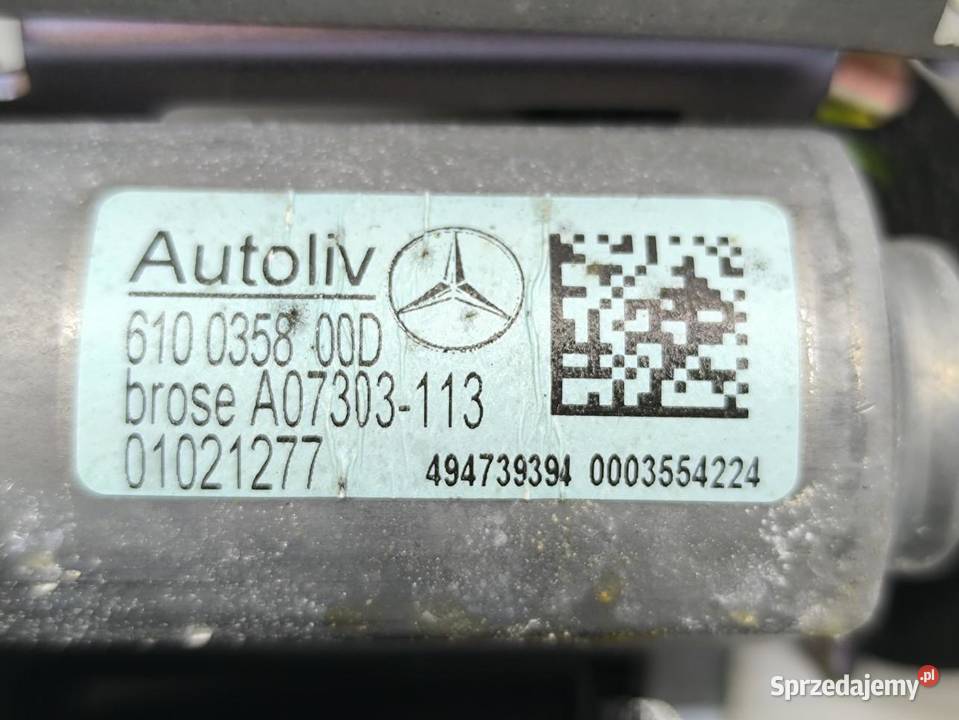 Autoliv
610 0358 00D
brose A07303-113
01021277
494739394 0003554224
Sprzedajemy.pl